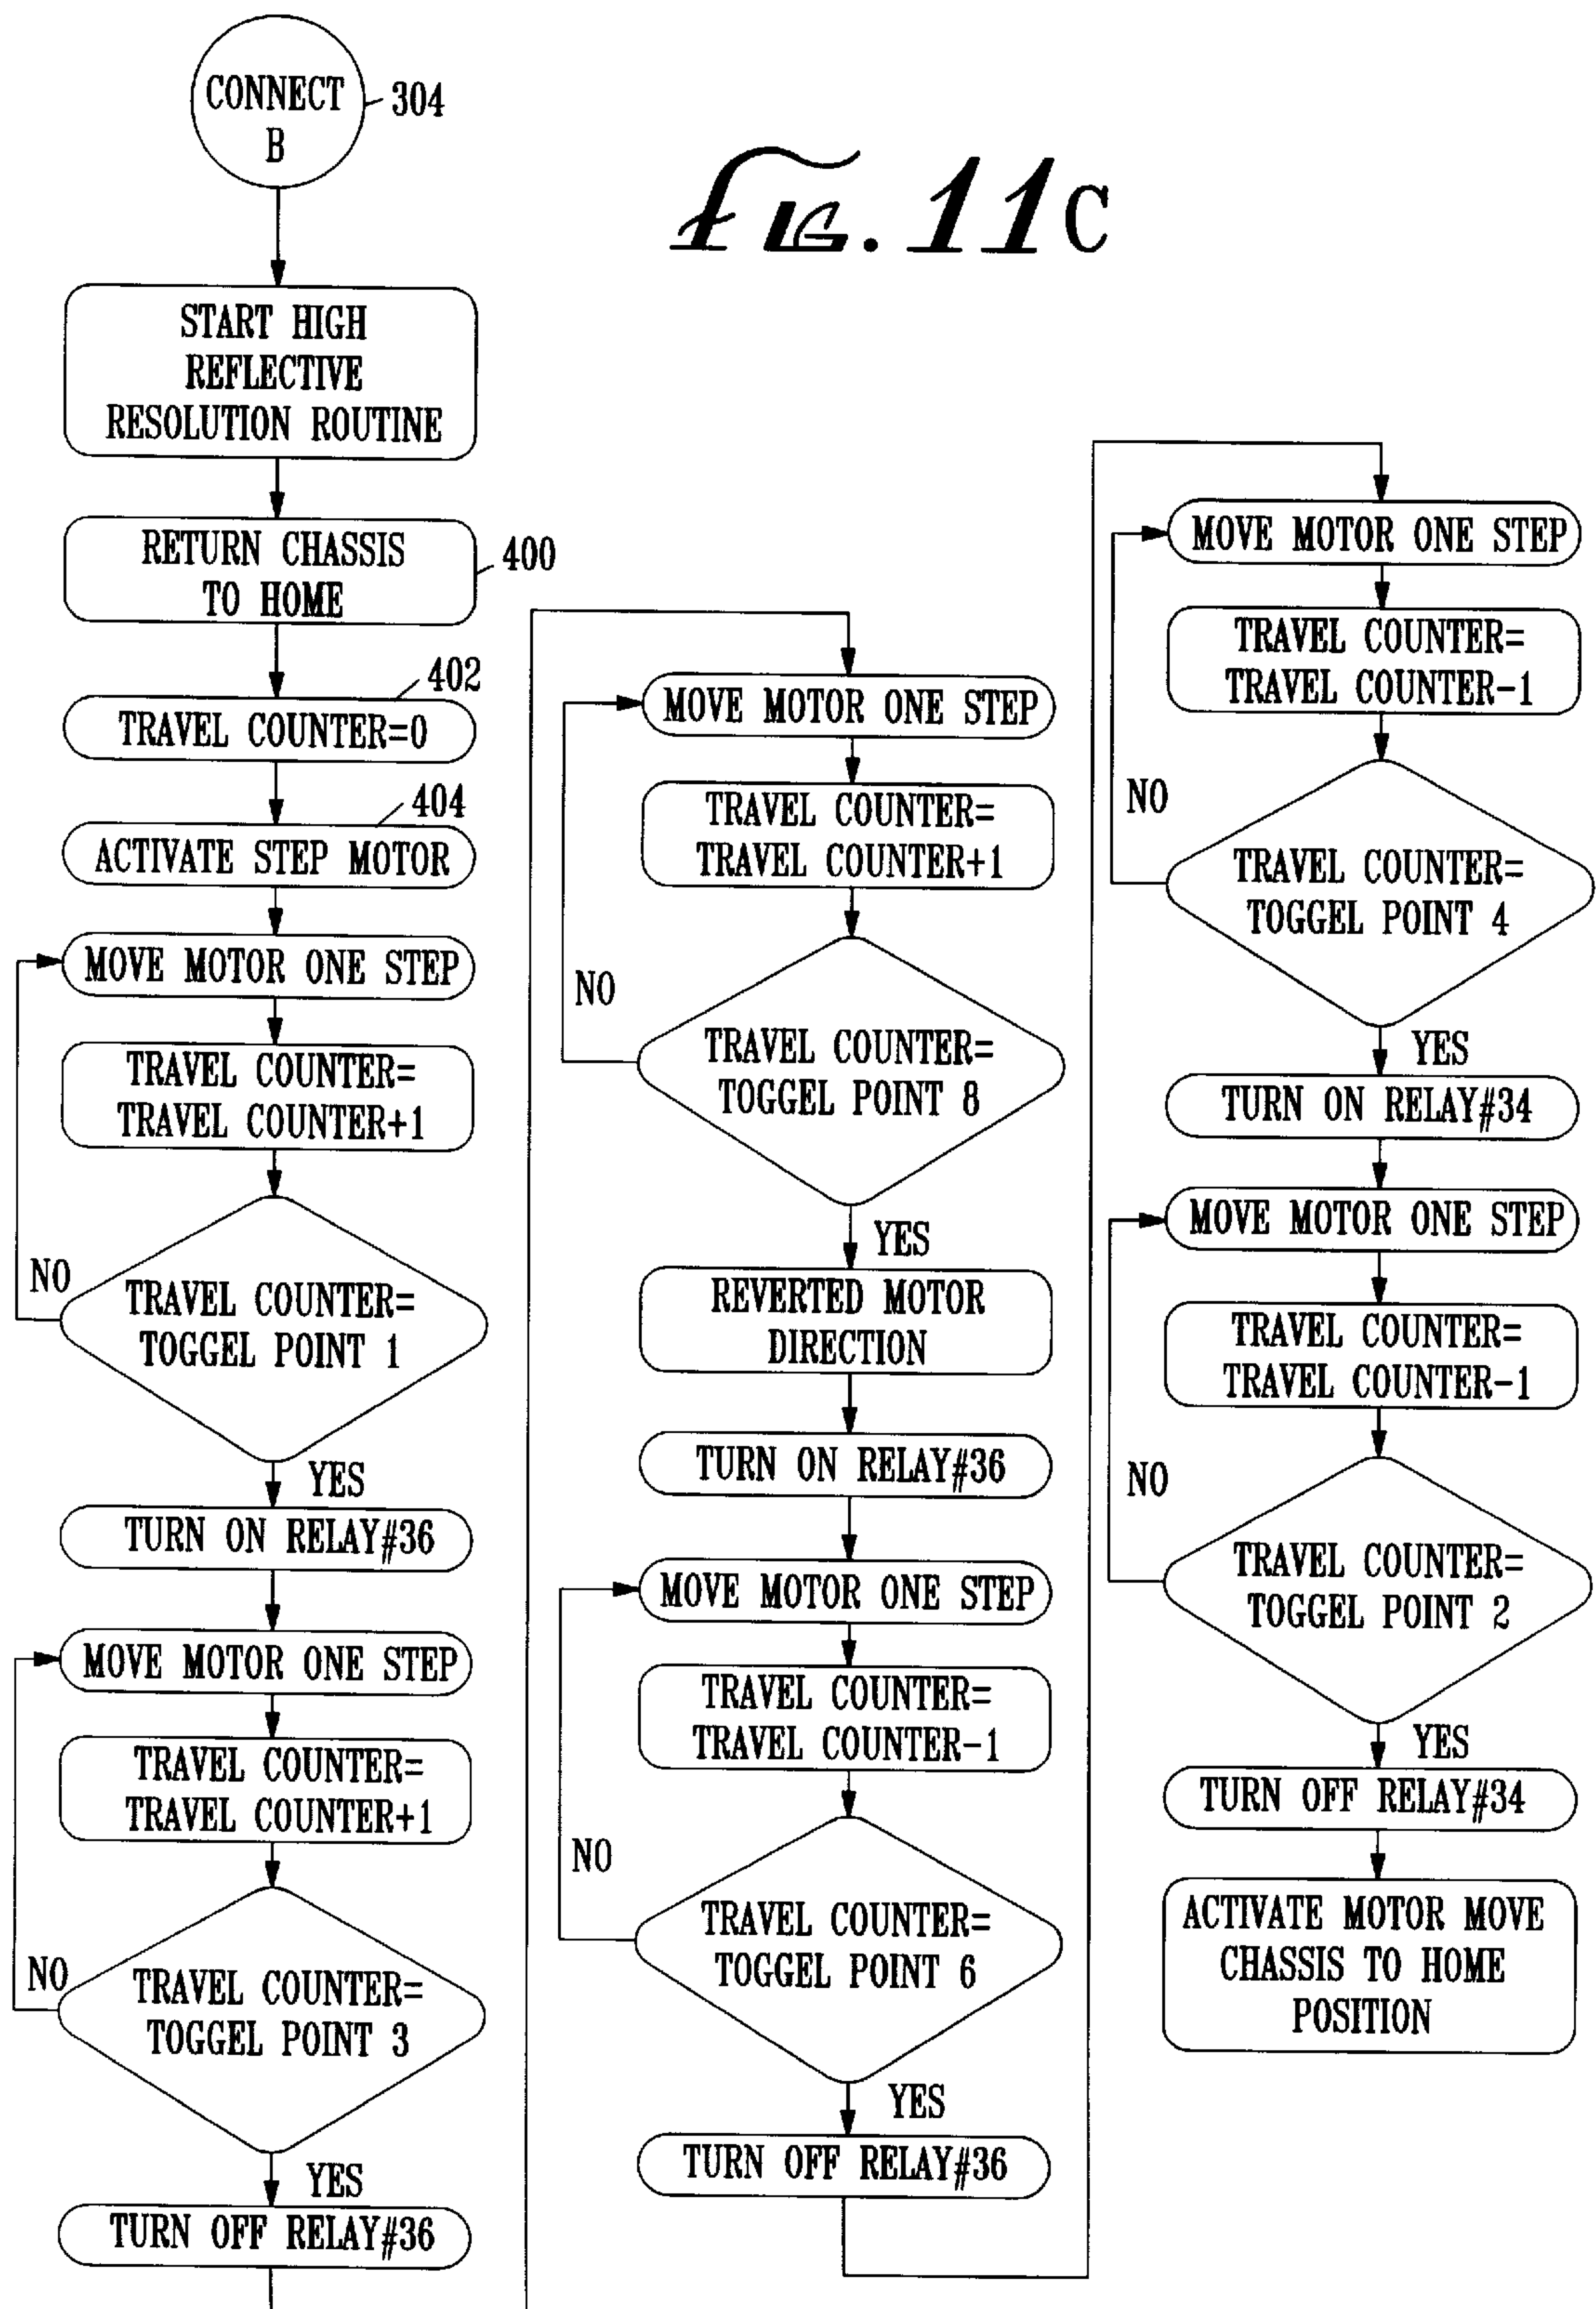 CONNECT
B
304
FIG. 11C
START HIGH
REFLECTIVE
RESOLUTION ROUTINE
RETURN CHASSIS
TO HOME
400
402
TRAVEL COUNTER=0
404
ACTIVATE STEP MOTOR
MOVE MOTOR ONE STEP
TRAVEL COUNTER=
TRAVEL COUNTER+1
NO
TRAVEL COUNTER=
TOGGEL POINT 1
YES
TURN ON RELAY#36
MOVE MOTOR ONE STEP
TRAVEL COUNTER=
TRAVEL COUNTER+1
NO
TRAVEL COUNTER=
TOGGEL POINT 3
YES
TURN OFF RELAY#36
MOVE MOTOR ONE STEP
TRAVEL COUNTER=
TRAVEL COUNTER+1
NO
TRAVEL COUNTER=
TOGGEL POINT 8
YES
REVERTED MOTOR
DIRECTION
TURN ON RELAY#36
MOVE MOTOR ONE STEP
TRAVEL COUNTER=
TRAVEL COUNTER-1
NO
TRAVEL COUNTER=
TOGGEL POINT 6
YES
TURN OFF RELAY#36
MOVE MOTOR ONE STEP
TRAVEL COUNTER=
TRAVEL COUNTER-1
NO
TRAVEL COUNTER=
TOGGEL POINT 4
YES
TURN ON RELAY#34
MOVE MOTOR ONE STEP
TRAVEL COUNTER=
TRAVEL COUNTER-1
NO
TRAVEL COUNTER=
TOGGEL POINT 2
YES
TURN OFF RELAY#34
ACTIVATE MOTOR MOVE
CHASSIS TO HOME
POSITION